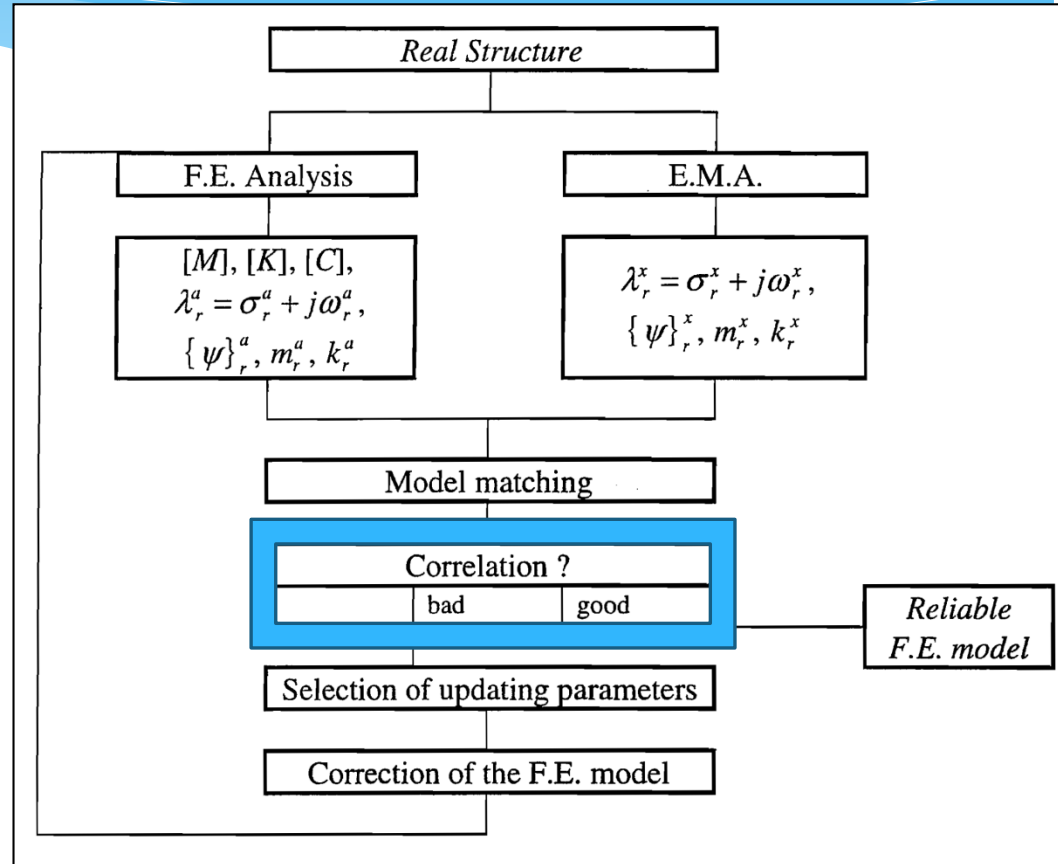 Real Structure
F.E. Analysis
E.M.A.
[M], [K], [C],
λ_r^a = σ_r^a + jω_r^a,
{ψ}_r^a, m_r^a, k_r^a
λ_r^x = σ_r^x + jω_r^x,
{ψ}_r^x, m_r^x, k_r^x
Model matching
Correlation ?
bad
good
Reliable
F.E. model
Selection of updating parameters
Correction of the F.E. model